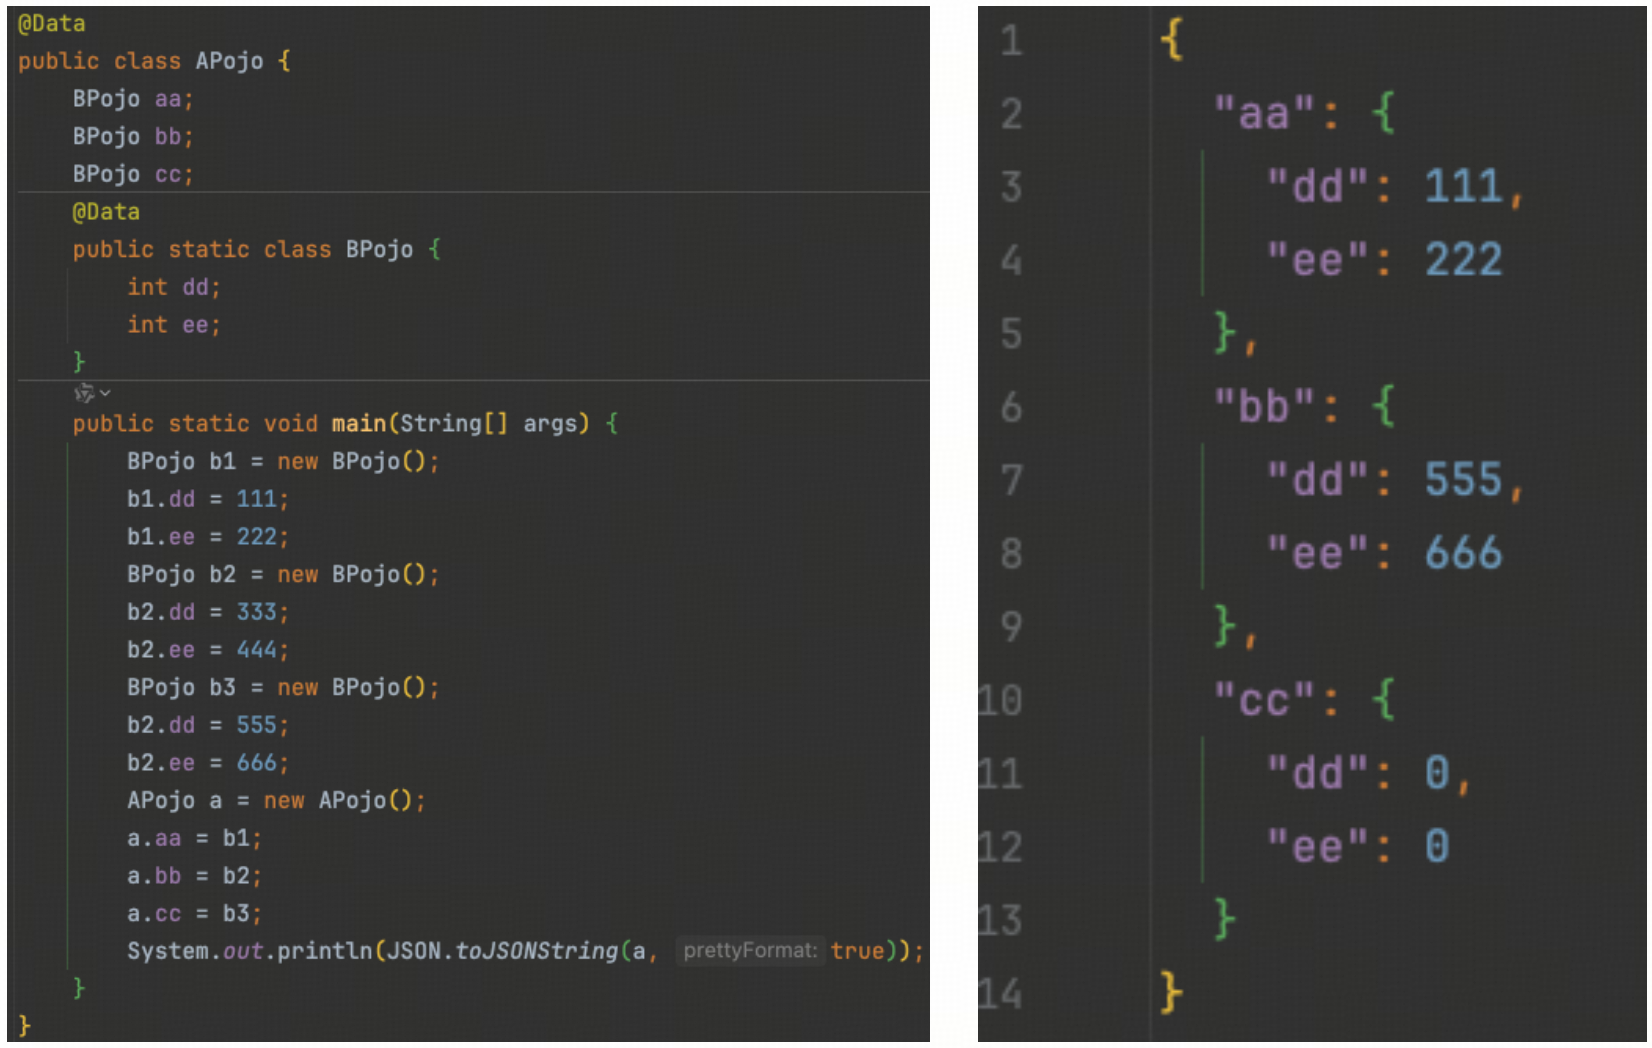 @Data
public class APojo {
BPojo aa;
BPojo bb;
BPojo cc;
@Data
public static class BPojo {
int dd;
int ee;
}
public static void main(String[] args) {
BPojo b1 = new BPojo();
b1.dd = 111;
b1.ee = 222;
BPojo b2 = new BPojo();
b2.dd = 333;
b2.ee = 444;
BPojo b3 = new BPojo();
b2.dd = 555;
b2.ee = 666;
APojo a = new APojo();
a.aa = b1;
a.bb = b2;
a.cc = b3;
System.out.println(JSON.toJSONString(a, prettyFormat: true));
}
}
1 {
2 "aa": {
3 "dd": 111,
4 "ee": 222
5 },
6 "bb": {
7 "dd": 555,
8 "ee": 666
9 },
10 "cc": {
11 "dd": 0,
12 "ee": 0
13 }
14 }